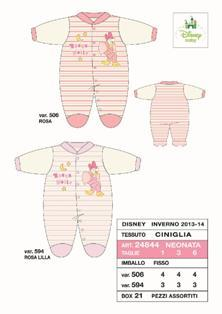 Disney
baby
var. 506
ROSA
var. 594
ROSA LILLA
DISNEY INVERNO 2013-14
TESSUTO CINIGLIA
ART. 24844 NEONATA
TAGLIE 1 3 6
IMBALLO FISSO
var. 506 4 4 4
var. 594 3 3 3
BOX 21 PEZZI ASSORTITI